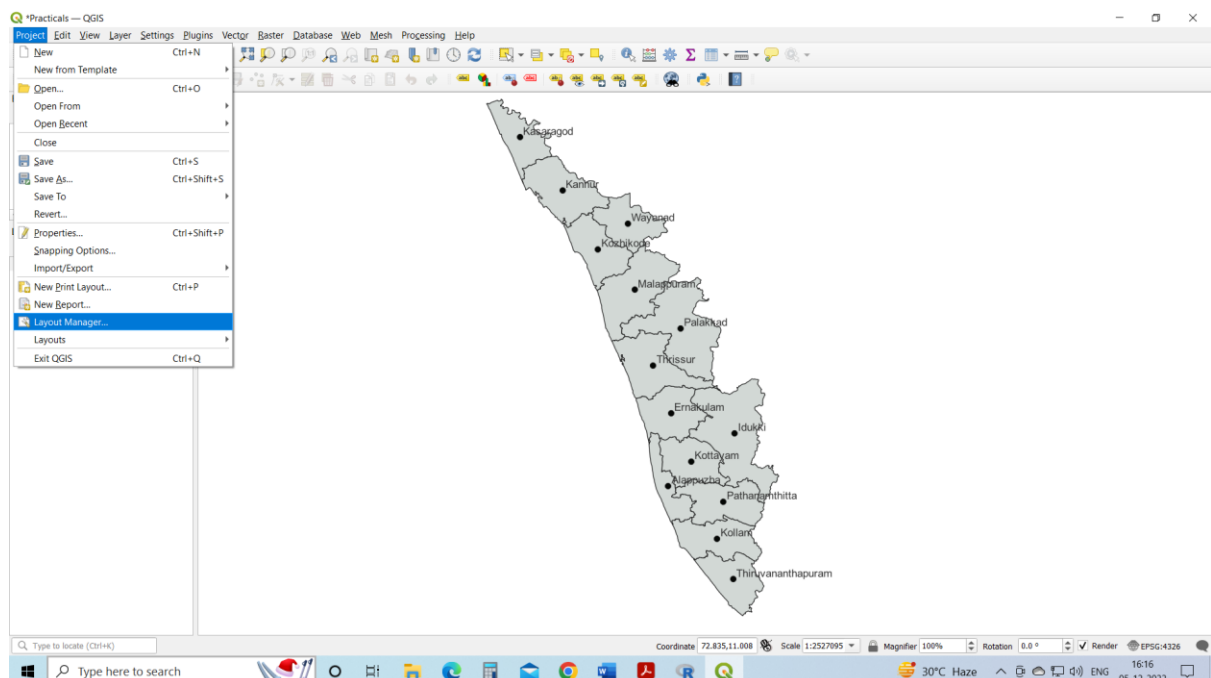 *Practicals — QGIS
Project Edit View Layer Settings Plugins Vector Raster Database Web Mesh Processing Help
New Ctrl+N
New from Template
Open... Ctrl+O
Open From
Open Recent
Close
Save Ctrl+S
Save As... Ctrl+Shift+S
Save To
Revert...
Properties... Ctrl+Shift+P
Snapping Options...
Import/Export
New Print Layout... Ctrl+P
New Report...
Layout Manager...
Layouts
Exit QGIS Ctrl+Q
Kasaragod
Kannur
Wayanad
Kozhikode
Malappuram
Palakkad
Thrissur
Ernakulam
Idukki
Kottayam
Alappuzha
Pathanamthitta
Kollam
Thiruvananthapuram
Type to locate (Ctrl+K) Coordinate 72.835,11.008 Scale 1:2527095 Magnifier 100% Rotation 0.0 ° Render EPSG:4326
Type here to search 30°C Haze ENG 16:16
05-12-2022